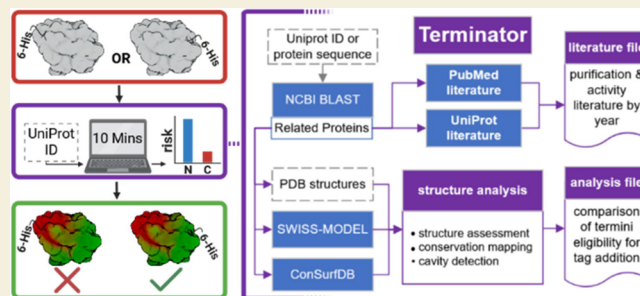 6-His
OR
6-His
UniProt
ID
10 Mins
risk
N C
6-His
6-His
Terminator
Uniprot ID or
protein sequence
NCBI BLAST
Related Proteins
PubMed
literature
UniProt
literature
literature file
purification &
activity
literature by
year
PDB structures
SWISS-MODEL
ConSurfDB
structure analysis
• structure assessment
• conservation mapping
• cavity detection
analysis file
comparison
of termini
eligibility for
tag addition